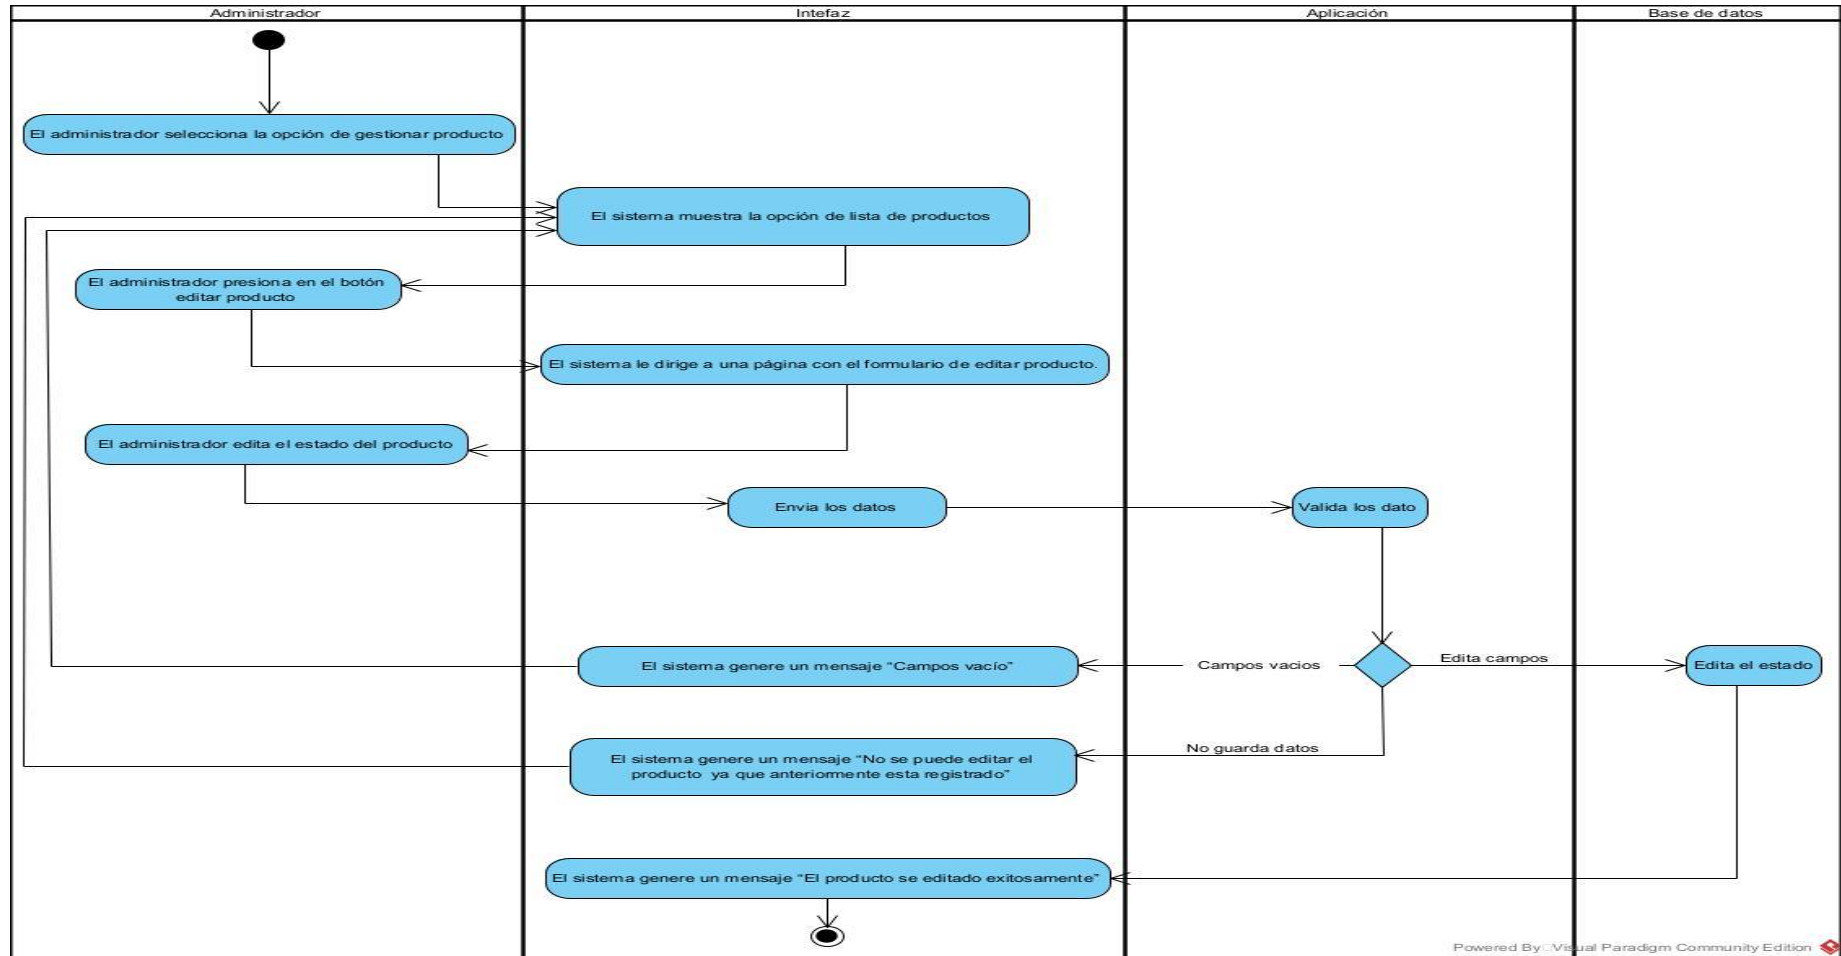 Administrador
Intefaz
Aplicación
Base de datos
El administrador selecciona la opción de gestionar producto
El sistema muestra la opción de lista de productos
El administrador presiona en el botón
editar producto
El sistema le dirige a una página con el formulario de editar producto.
El administrador edita el estado del producto
Envia los datos
Valida los dato
El sistema genere un mensaje “Campos vacío”
Campos vacios
Edita campos
Edita el estado
No guarda datos
El sistema genere un mensaje “No se puede editar el
producto ya que anteriormente esta registrado”
El sistema genere un mensaje “El producto se editado exitosamente”
Powered By Visual Paradigm Community Edition